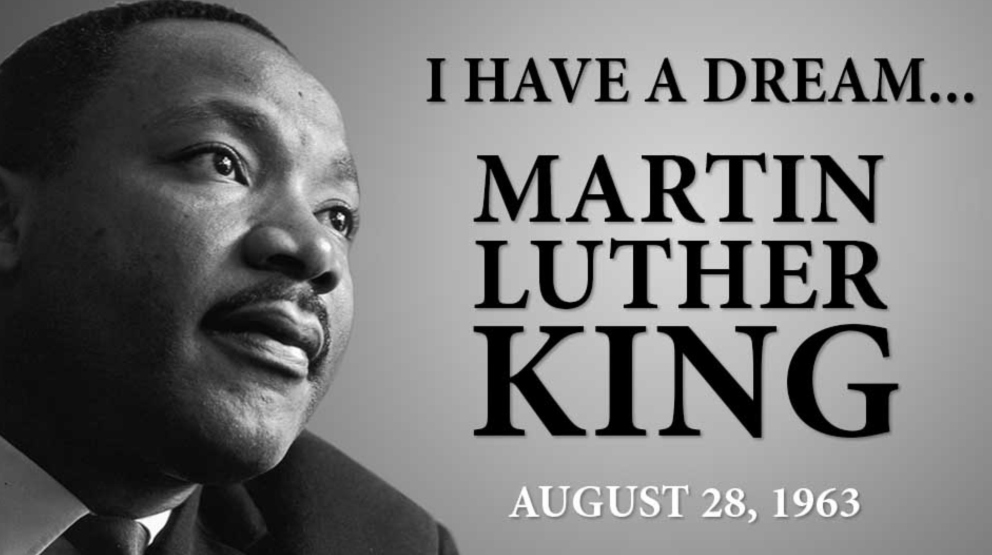 I HAVE A DREAM...
MARTIN
LUTHER
KING
AUGUST 28, 1963